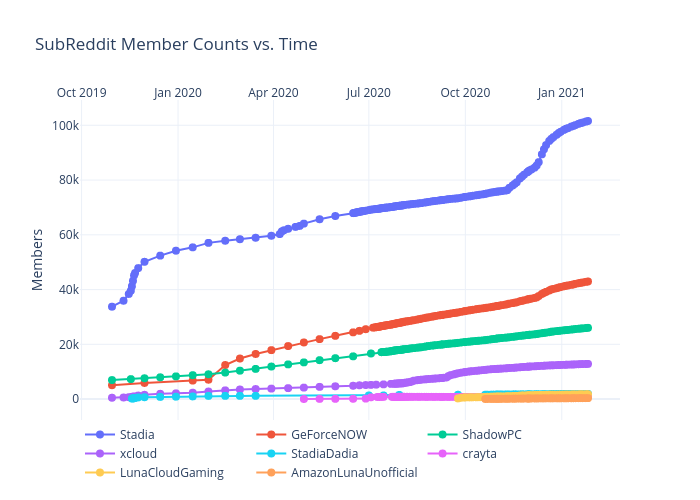 SubReddit Member Counts vs. Time
Oct 2019 Jan 2020 Apr 2020 Jul 2020 Oct 2020 Jan 2021
100k
80k
60k
40k
20k
0
Members
Stadia GeForceNOW ShadowPC
xcloud StadiaDadia crayta
LunaCloudGaming AmazonLunaUnofficial